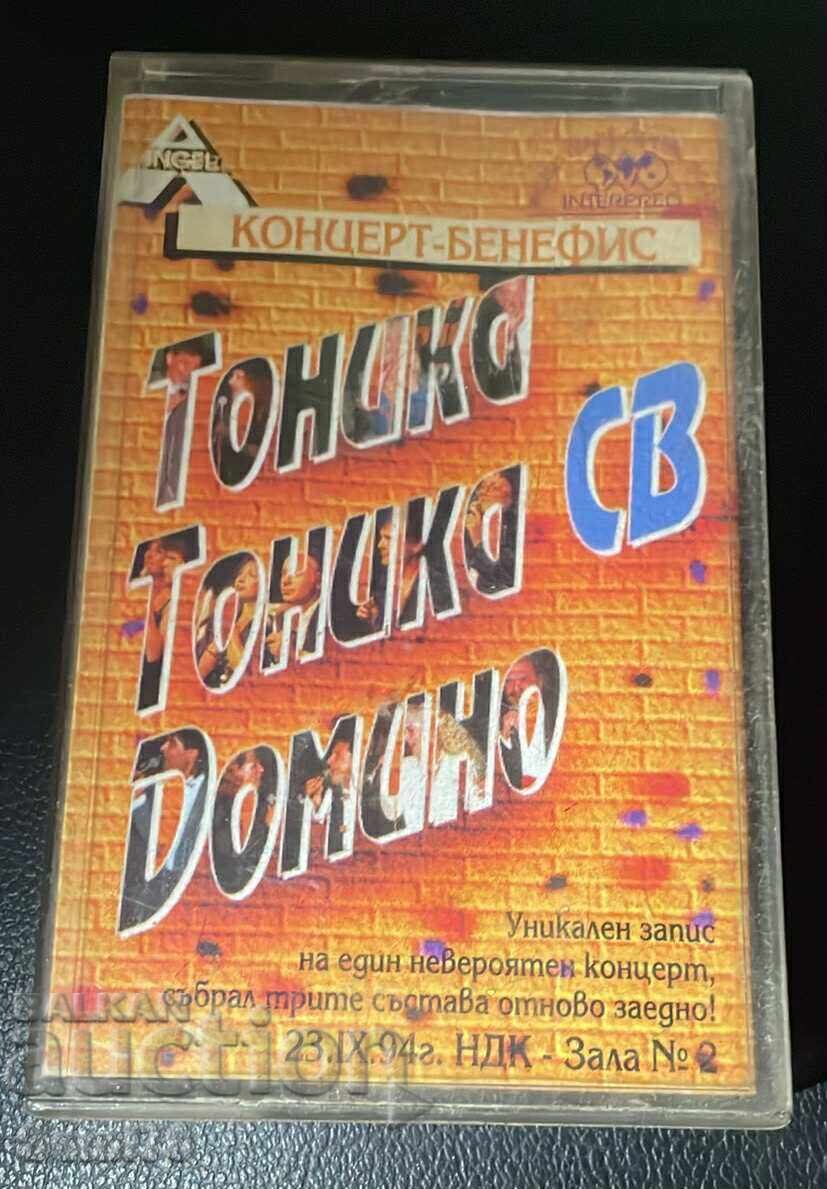 ANGEL
INTERPRED
КОНЦЕРТ-БЕНЕФИС
Тоника
Тоника СВ
Домино
Уникален запис
на един невероятен концерт,
събрал трите състава отново заедно!
23.IX.94г. НДК - Зала № 2
BALKAN
auction